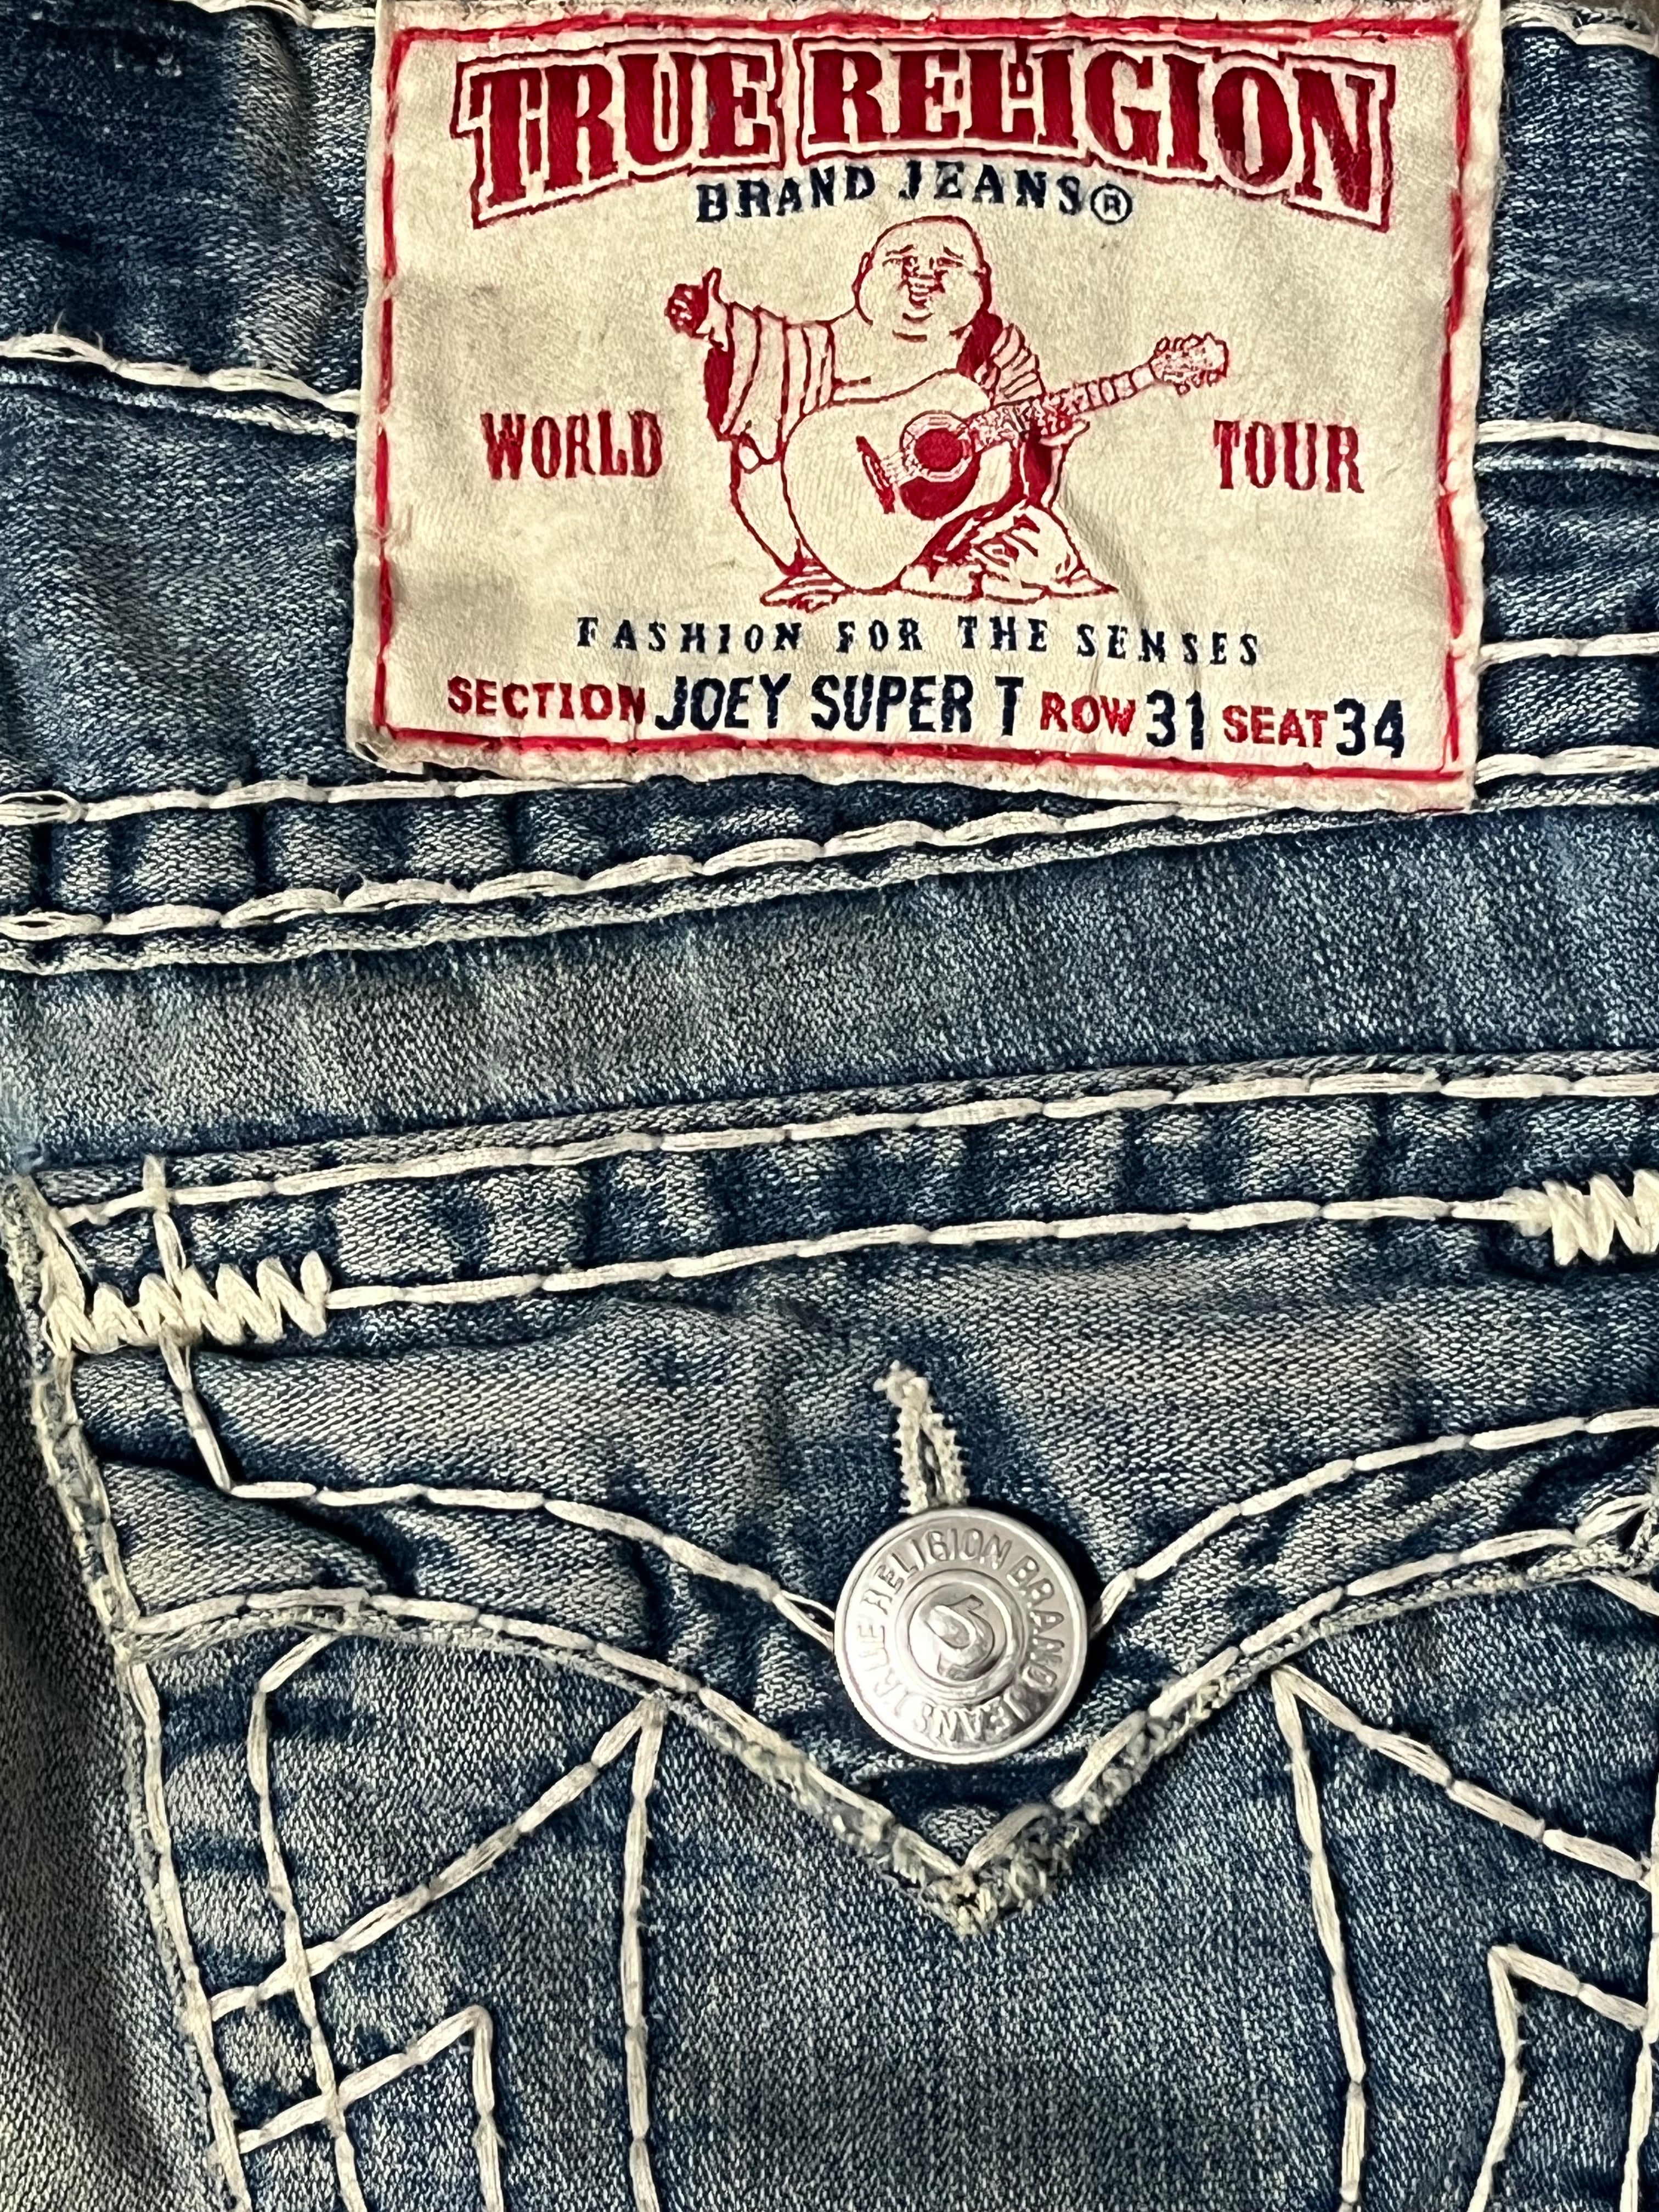 TRUE RELIGION
BRAND JEANS®
WORLD TOUR
FASHION FOR THE SENSES
SECTION JOEY SUPER T ROW 31 SEAT 34
TRUE RELIGION BRAND JEANS